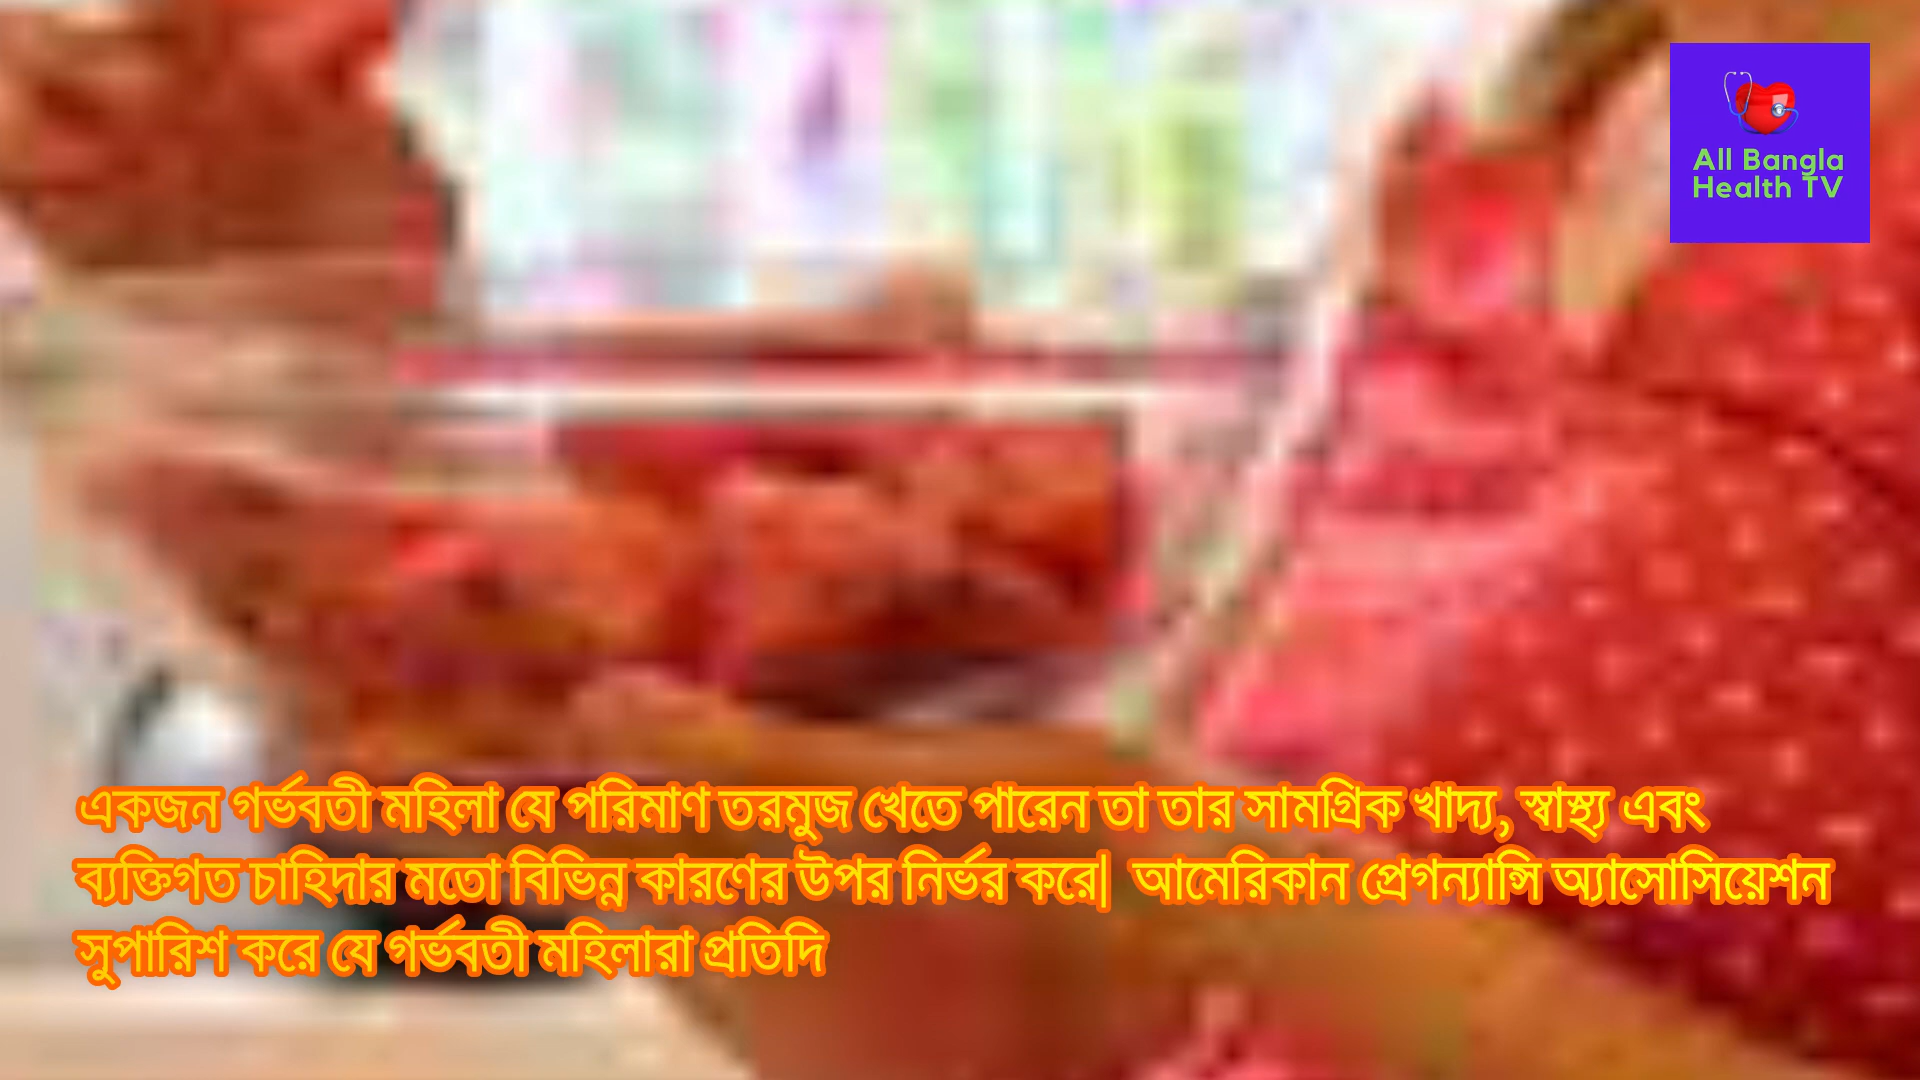 All Bangla
Health TV
একজন গর্ভবতী মহিলা যে পরিমাণ তরমুজ খেতে পারেন তা তার সামগ্রিক খাদ্য, স্বাস্থ্য এবং
ব্যক্তিগত চাহিদার মতো বিভিন্ন কারণের উপর নির্ভর করে| আমেরিকান প্রেগন্যান্সি অ্যাসোসিয়েশন
সুপারিশ করে যে গর্ভবতী মহিলারা প্রতিদি